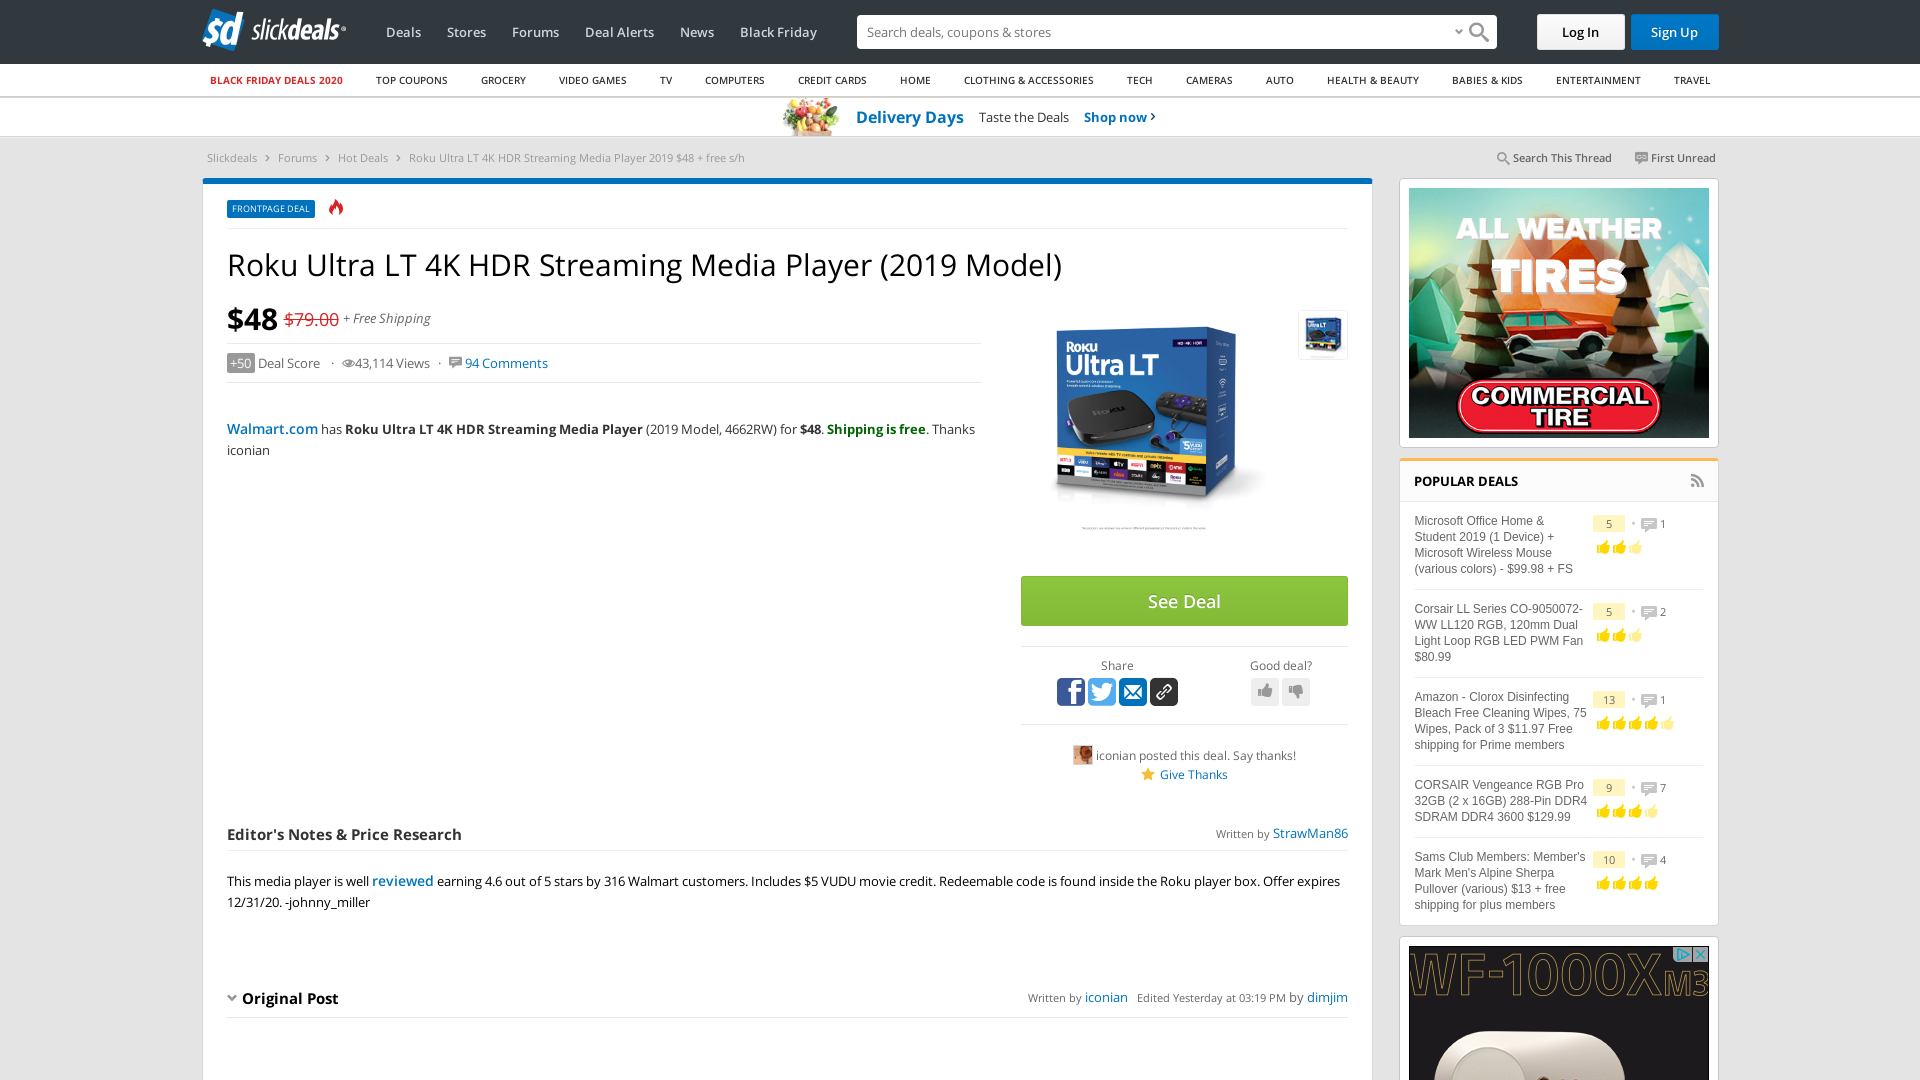 slickdeals
Deals
Stores
Forums
Deal Alerts
News
Black Friday
Search deals, coupons & stores
Log In
Sign Up
BLACK FRIDAY DEALS 2020
TOP COUPONS
GROCERY
VIDEO GAMES
TV
COMPUTERS
CREDIT CARDS
HOME
CLOTHING & ACCESSORIES
TECH
CAMERAS
AUTO
HEALTH & BEAUTY
BABIES & KIDS
ENTERTAINMENT
TRAVEL
Delivery Days Taste the Deals Shop now
Slickdeals > Forums > Hot Deals > Roku Ultra LT 4K HDR Streaming Media Player 2019 $48 + free s/h
Search This Thread
First Unread
FRONTPAGE DEAL
Roku Ultra LT 4K HDR Streaming Media Player (2019 Model)
$48 $79.00 + Free Shipping
+50 Deal Score · 43,114 Views · 94 Comments
Walmart.com has Roku Ultra LT 4K HDR Streaming Media Player (2019 Model, 4662RW) for $48. Shipping is free. Thanks
iconian
Roku
Ultra LT
See Deal
Share
Good deal?
iconian posted this deal. Say thanks!
Give Thanks
Editor's Notes & Price Research
Written by StrawMan86
This media player is well reviewed earning 4.6 out of 5 stars by 316 Walmart customers. Includes $5 VUDU movie credit. Redeemable code is found inside the Roku player box. Offer expires
12/31/20. -johnny_miller
Original Post
Written by iconian Edited Yesterday at 03:19 PM by dimjim
ALL WEATHER
TIRES
COMMERCIAL
TIRE
POPULAR DEALS
Microsoft Office Home &
Student 2019 (1 Device) +
Microsoft Wireless Mouse
(various colors) - $99.98 + FS
5 • 1
Corsair LL Series CO-9050072-
WW LL120 RGB, 120mm Dual
Light Loop RGB LED PWM Fan
$80.99
5 • 2
Amazon - Clorox Disinfecting
Bleach Free Cleaning Wipes, 75
Wipes, Pack of 3 $11.97 Free
shipping for Prime members
13 • 1
CORSAIR Vengeance RGB Pro
32GB (2 x 16GB) 288-Pin DDR4
SDRAM DDR4 3600 $129.99
9 • 7
Sams Club Members: Member's
Mark Men's Alpine Sherpa
Pullover (various) $13 + free
shipping for plus members
10 • 4
WF-1000XM3